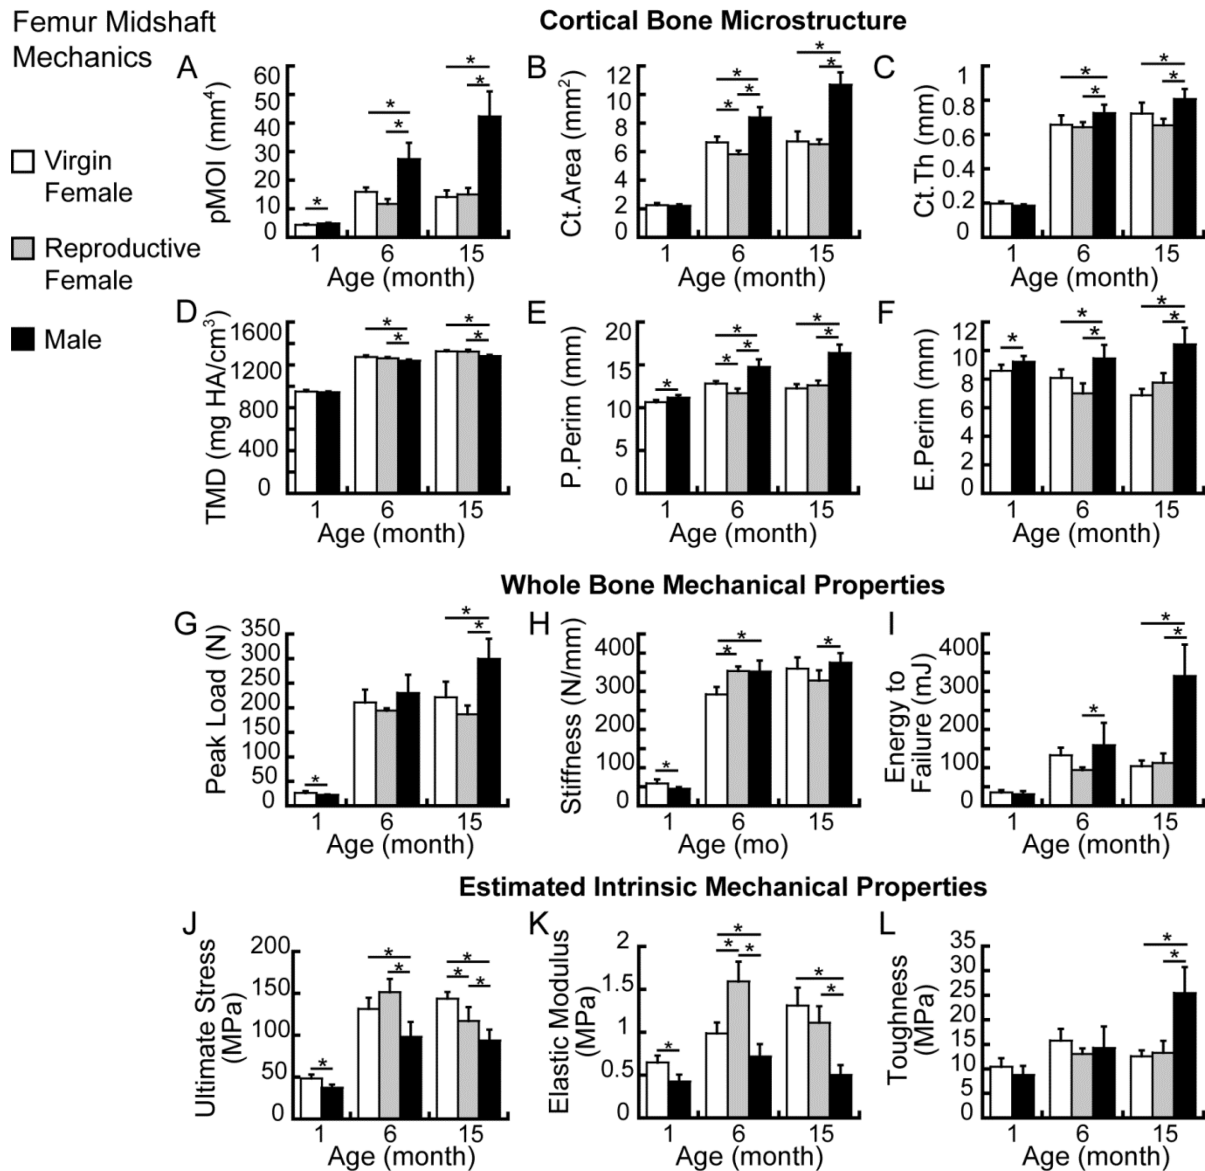 Femur Midshaft
Mechanics
Virgin
Female
Reproductive
Female
Male
Cortical Bone Microstructure
A
pMOI (mm⁴)
60
50
40
30
20
10
0
* * * * *
1 6 15
Age (month)
B
Ct.Area (mm²)
12
10
8
6
4
2
0
* * * * *
1 6 15
Age (month)
C
Ct.Th (mm)
1
0.8
0.6
0.4
0.2
0
* * * *
1 6 15
Age (month)
D
TMD (mg HA/cm³)
1600
1200
800
400
0
* * * *
1 6 15
Age (month)
E
P.Perim (mm)
20
15
10
5
0
* * * * * *
1 6 15
Age (month)
F
E.Perim (mm)
12
10
8
6
4
2
0
* * * * *
1 6 15
Age (month)
Whole Bone Mechanical Properties
G
Peak Load (N)
350
300
250
200
150
100
50
0
* * *
1 6 15
Age (month)
H
Stiffness (N/mm)
400
300
200
100
0
* * * *
1 6 15
Age (mo)
I
Energy to
Failure (mJ)
400
300
200
100
0
* * *
1 6 15
Age (month)
Estimated Intrinsic Mechanical Properties
J
Ultimate Stress
(MPa)
200
150
100
50
0
* * * * * *
1 6 15
Age (month)
K
Elastic Modulus
(MPa)
2
1.5
1
0.5
0
* * * * * *
1 6 15
Age (month)
L
Toughness
(MPa)
35
30
25
20
15
10
5
0
* *
1 6 15
Age (month)